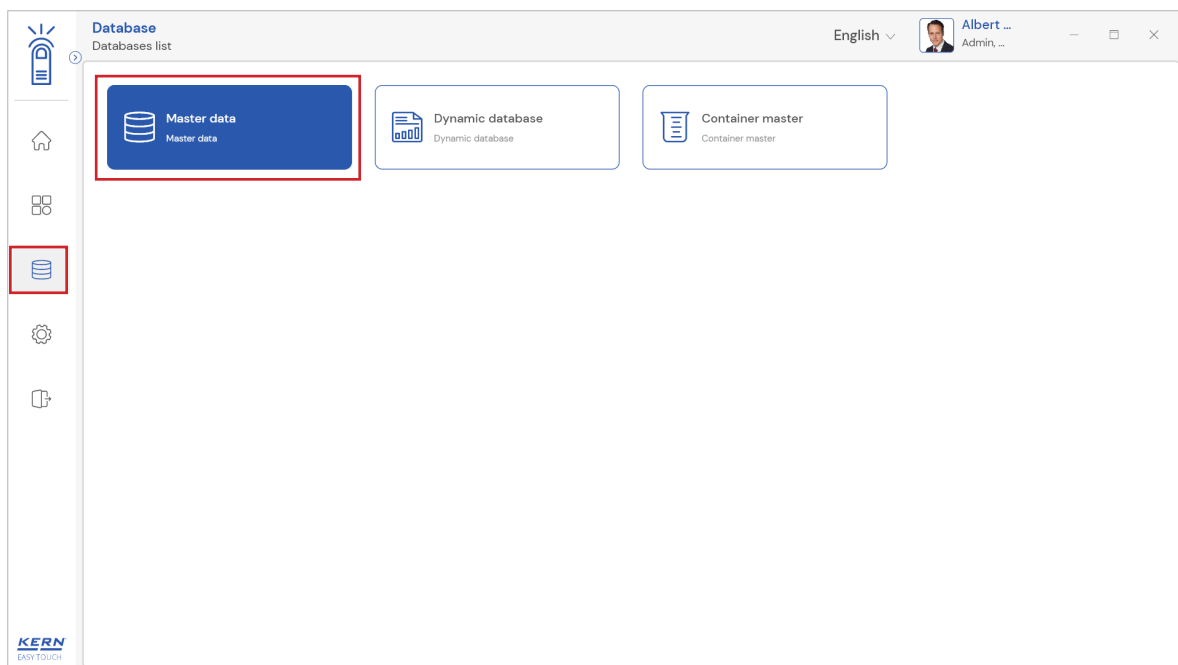 Database
Databases list
English
Albert ...
Admin, ...
Master data
Master data
Dynamic database
Dynamic database
Container master
Container master
KERN
EASY TOUCH